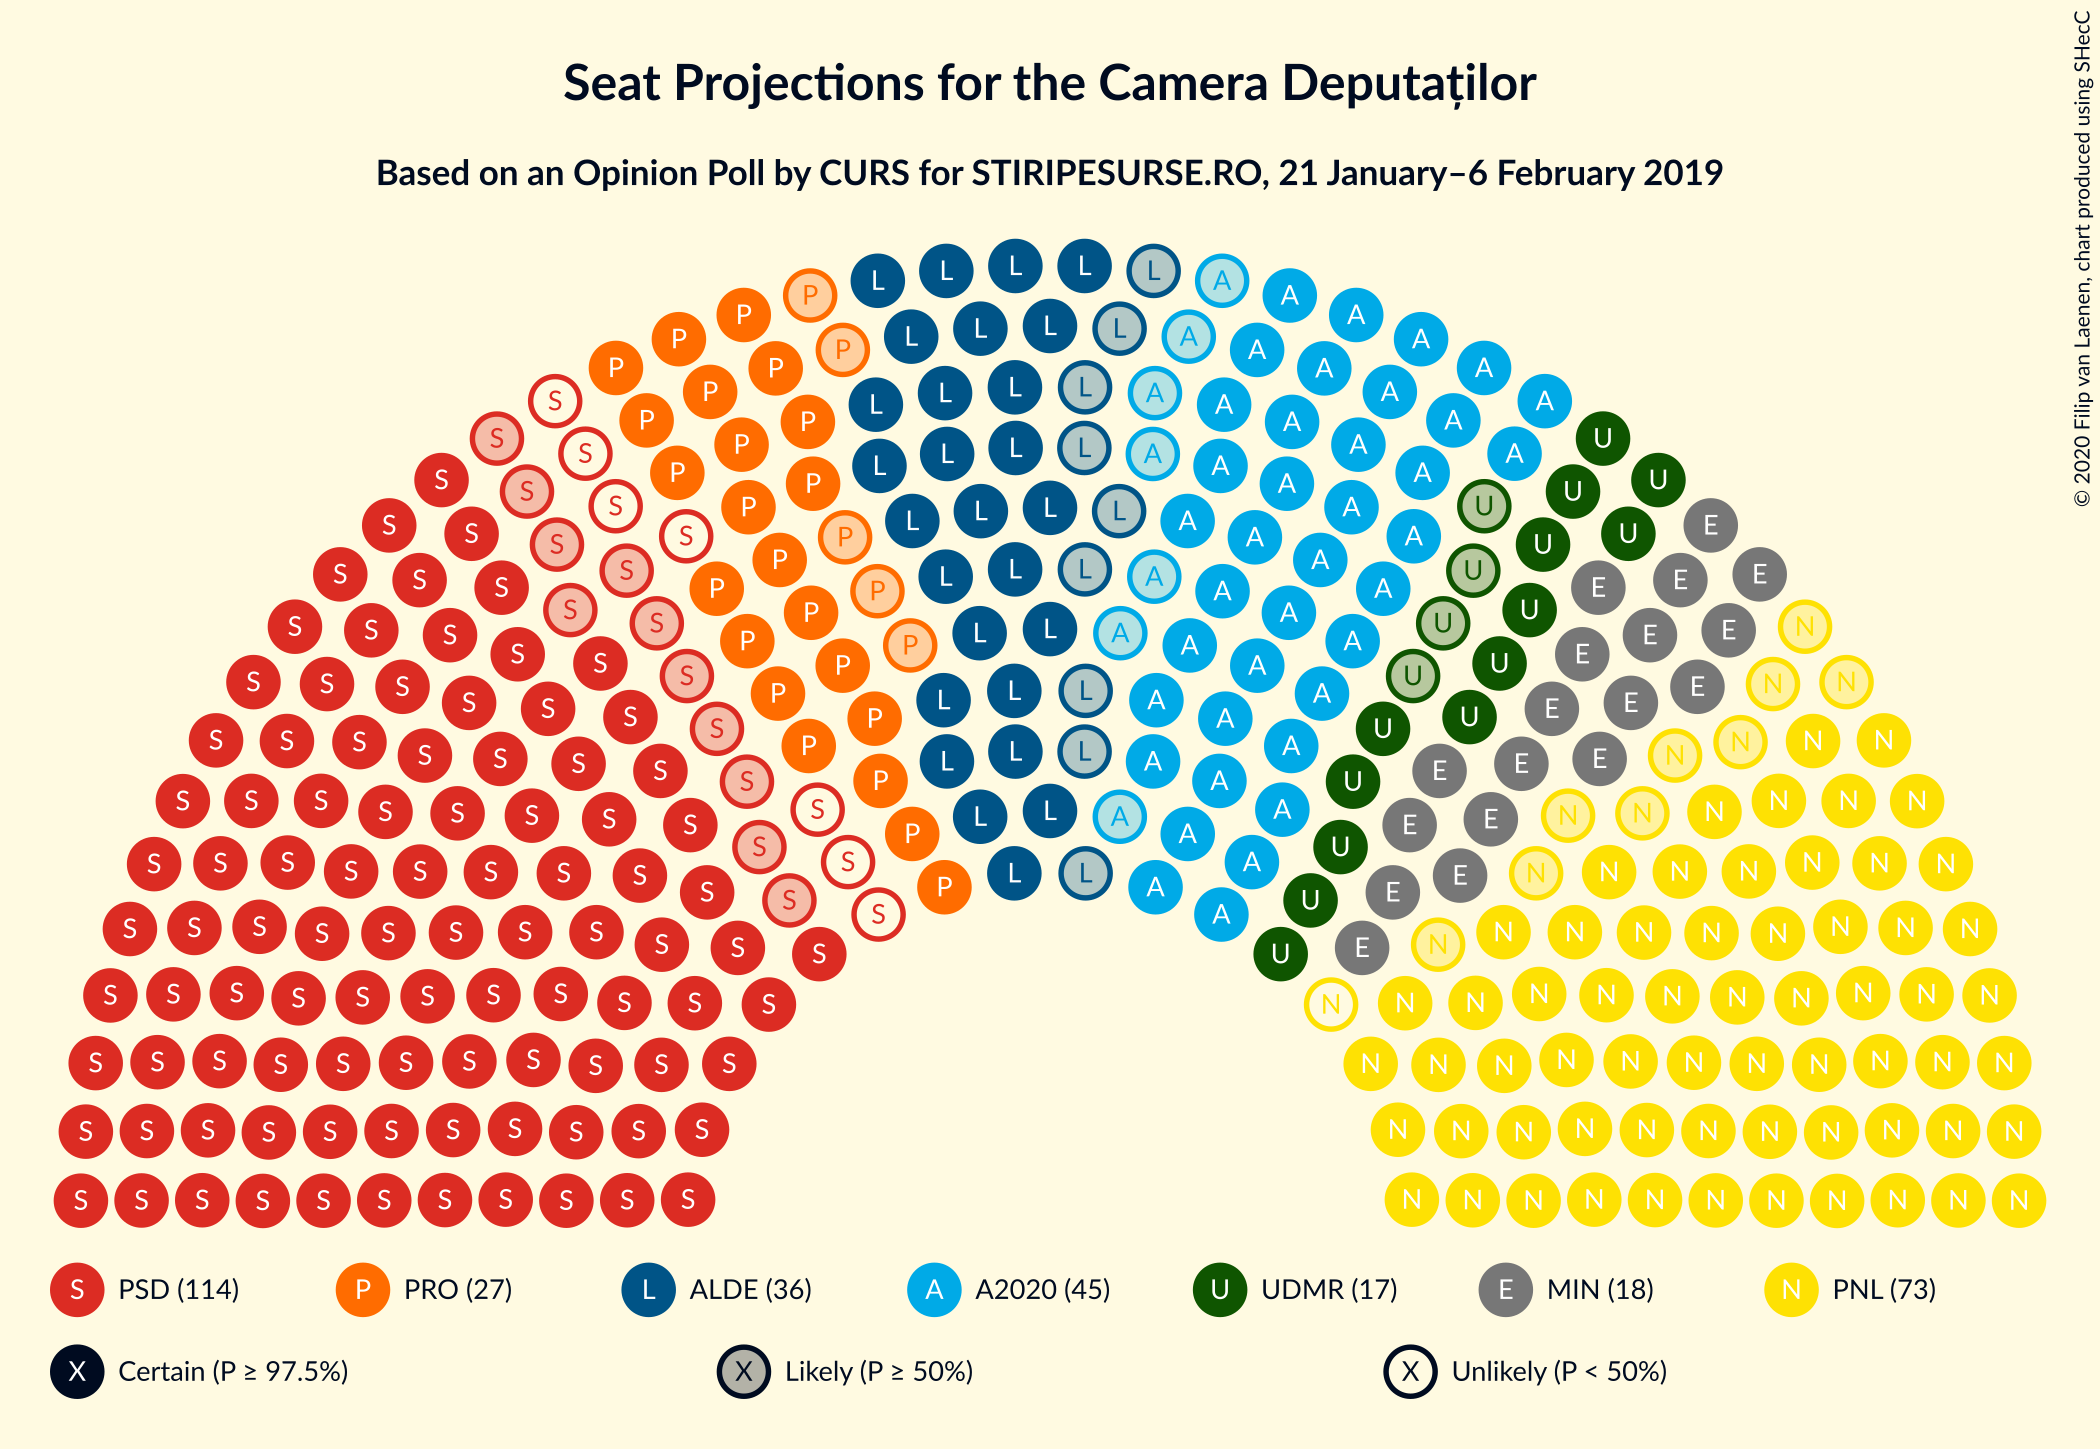 Seat Projections for the Camera Deputaților
Based on an Opinion Poll by CURS for STIRIPESURSE.RO, 21 January–6 February 2019
© 2020 Filip van Laenen, chart produced using SHecC
S PSD (114) P PRO (27) L ALDE (36) A A2020 (45) U UDMR (17) E MIN (18) N PNL (73)
X Certain (P ≥ 97.5%) X Likely (P ≥ 50%) X Unlikely (P < 50%)